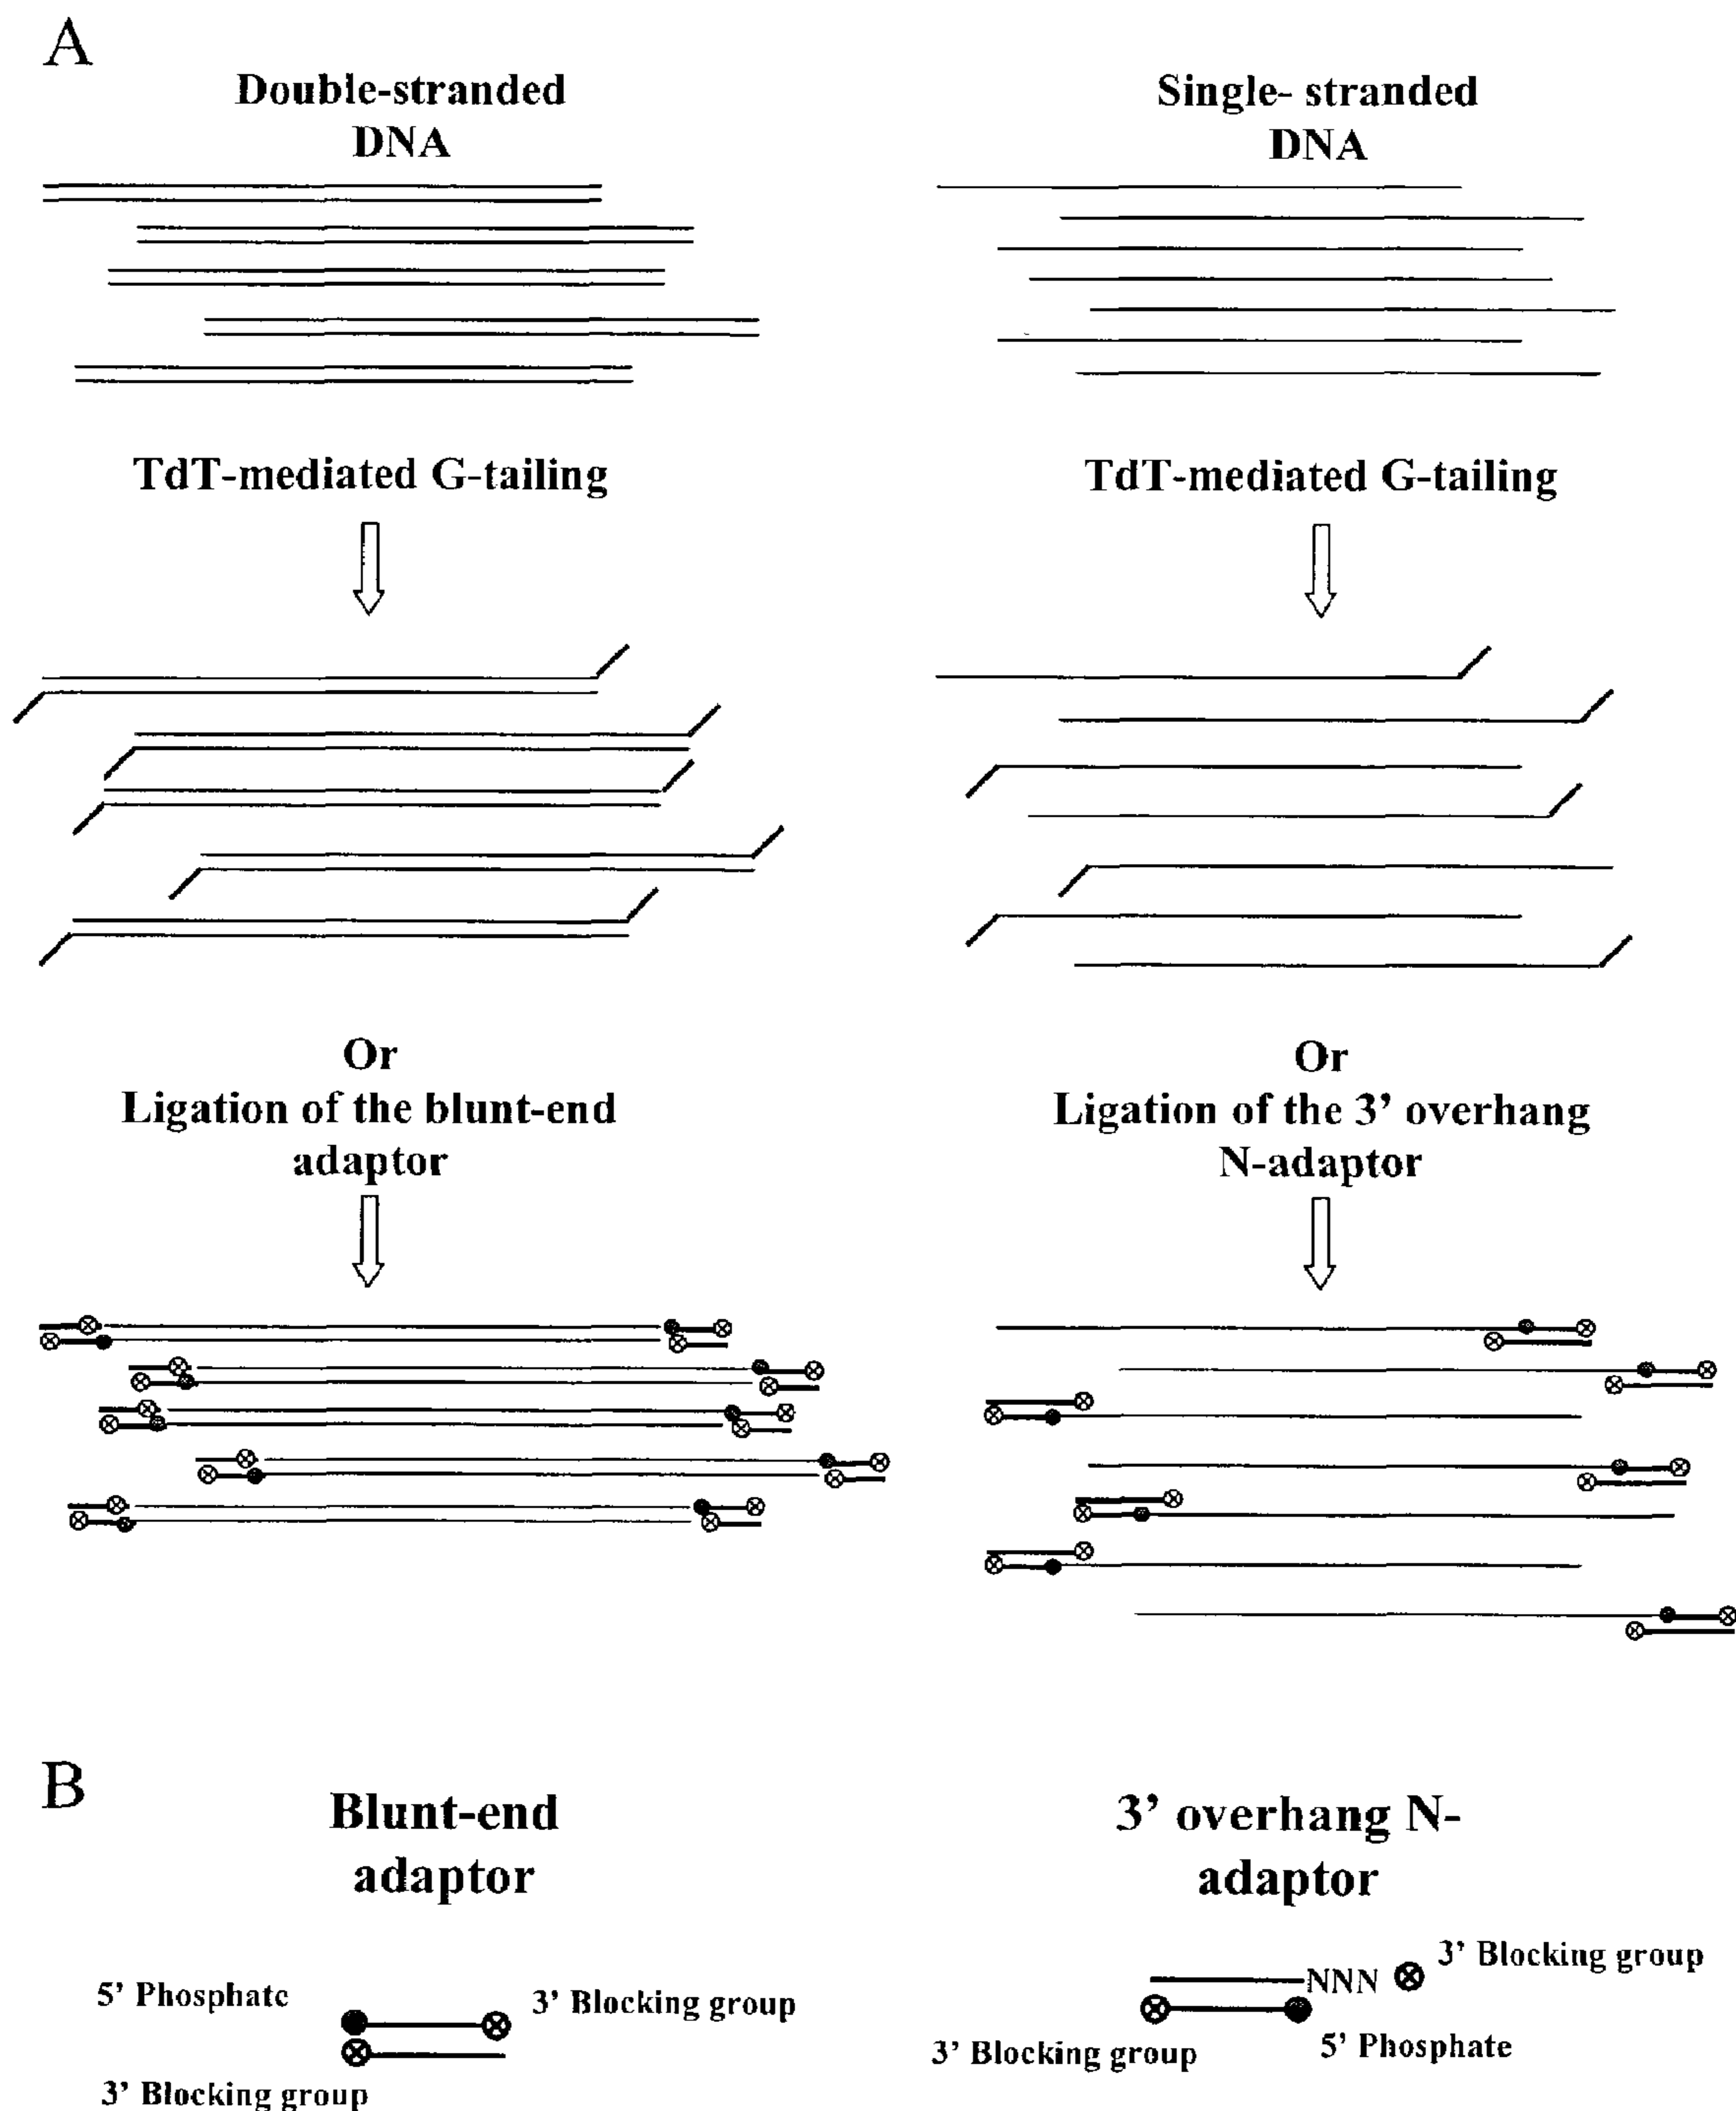 A
Double-stranded
DNA
Single- stranded
DNA
TdT-mediated G-tailing
TdT-mediated G-tailing
Or
Ligation of the blunt-end
adaptor
Or
Ligation of the 3’ overhang
N-adaptor
B
Blunt-end
adaptor
3’ overhang N-
adaptor
5’ Phosphate
3’ Blocking group
3’ Blocking group
NNN
3’ Blocking group
3’ Blocking group
5’ Phosphate